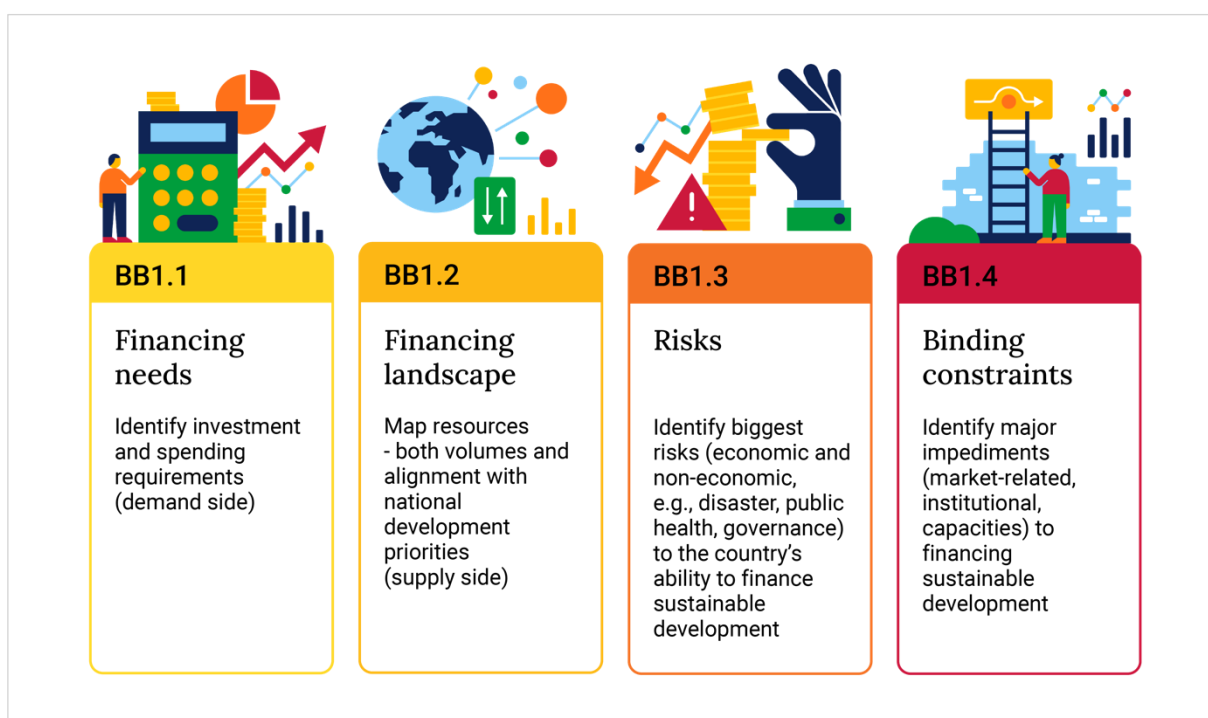 BB1.1
Financing
needs
Identify investment
and spending
requirements
(demand side)
BB1.2
Financing
landscape
Map resources
- both volumes and
alignment with
national
development
priorities
(supply side)
BB1.3
Risks
Identify biggest
risks (economic and
non-economic,
e.g., disaster, public
health, governance)
to the country’s
ability to finance
sustainable
development
BB1.4
Binding
constraints
Identify major
impediments
(market-related,
institutional,
capacities) to
financing
sustainable
development